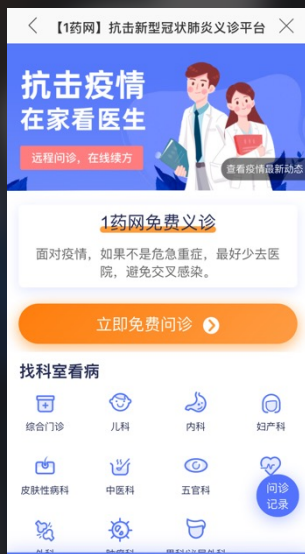 【1药网】抗击新型冠状肺炎义诊平台
抗击疫情
在家看医生
远程问诊，在线续方
查看疫情最新动态
1药网免费义诊
面对疫情，如果不是危急重症，最好少去医
院，避免交叉感染。
立即免费问诊
找科室看病
综合门诊 儿科 内科 妇产科
皮肤性病科 中医科 五官科
问诊
记录